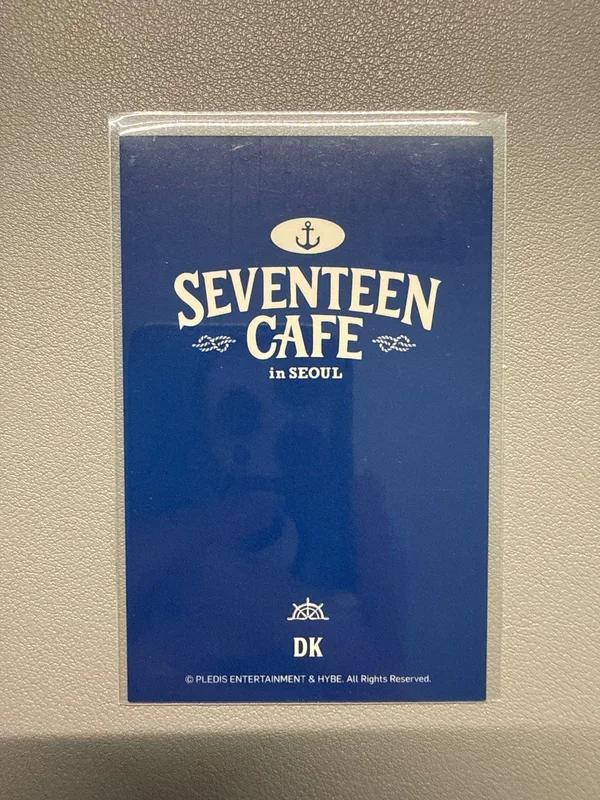 SEVENTEEN
CAFE
in SEOUL
DK
© PLEDIS ENTERTAINMENT & HYBE. All Rights Reserved.